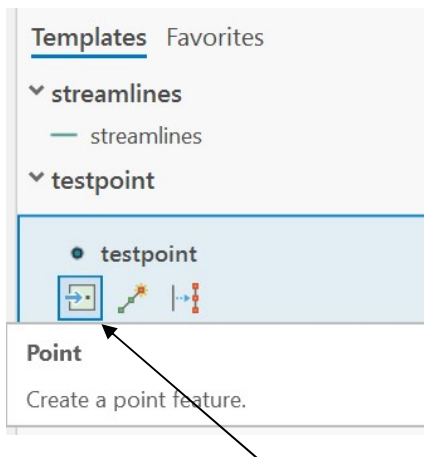 Templates Favorites
streamlines
streamlines
testpoint
testpoint
Point
Create a point feature.